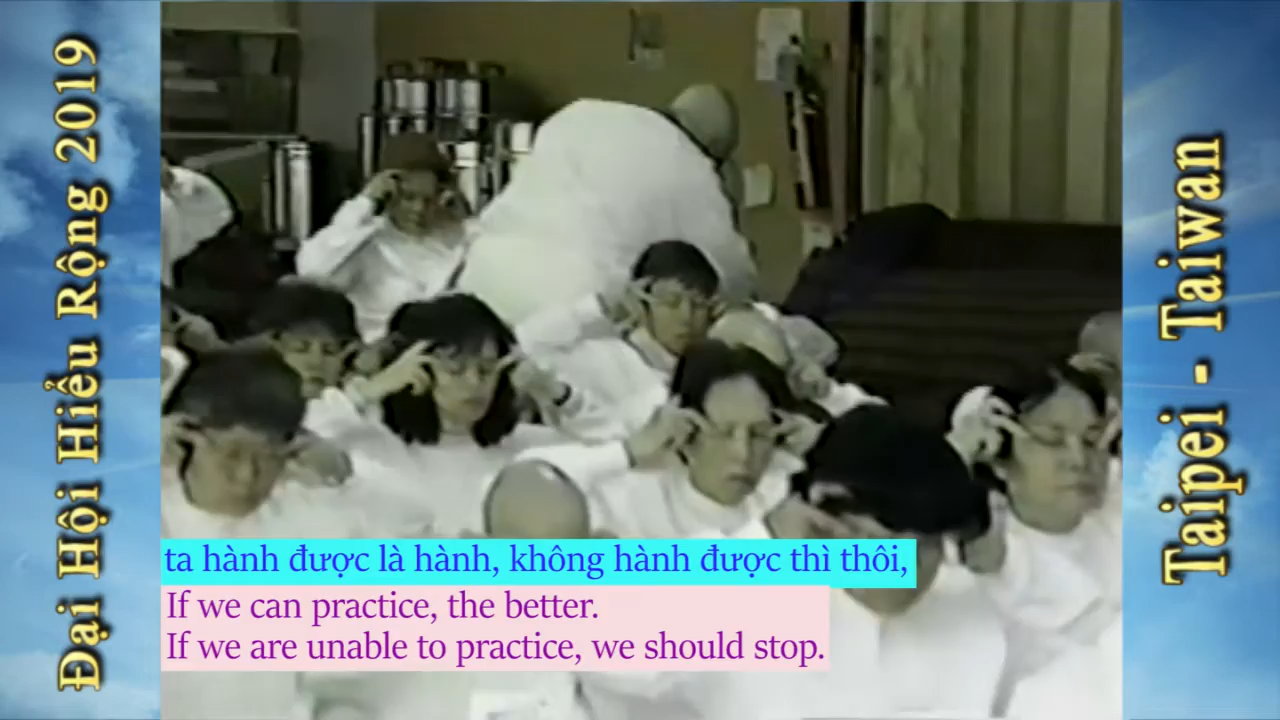 Đại Hội Hiểu Rộng 2019
ta hành được là hành, không hành được thì thôi,
If we can practice, the better.
If we are unable to practice, we should stop.
Taipei - Taiwan